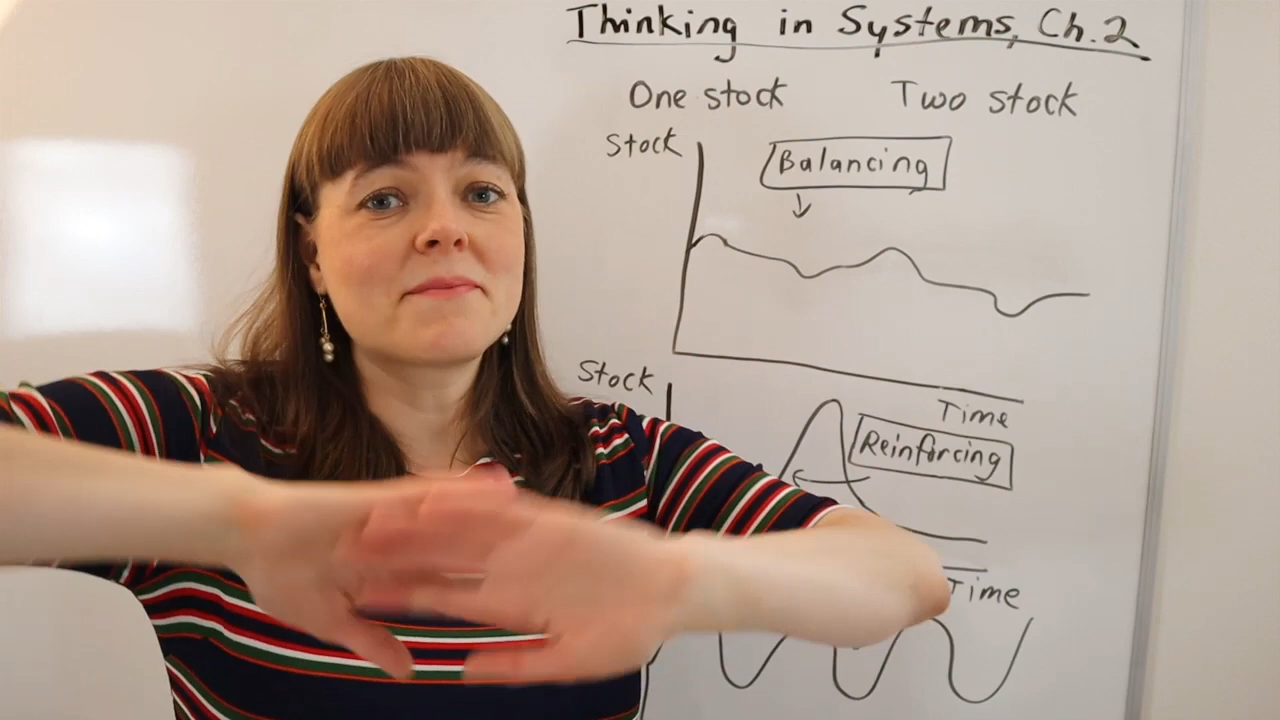 Thinking in Systems, Ch.2
One stock Two stock
Stock
Balancing
Time
Stock
Reinforcing
Time